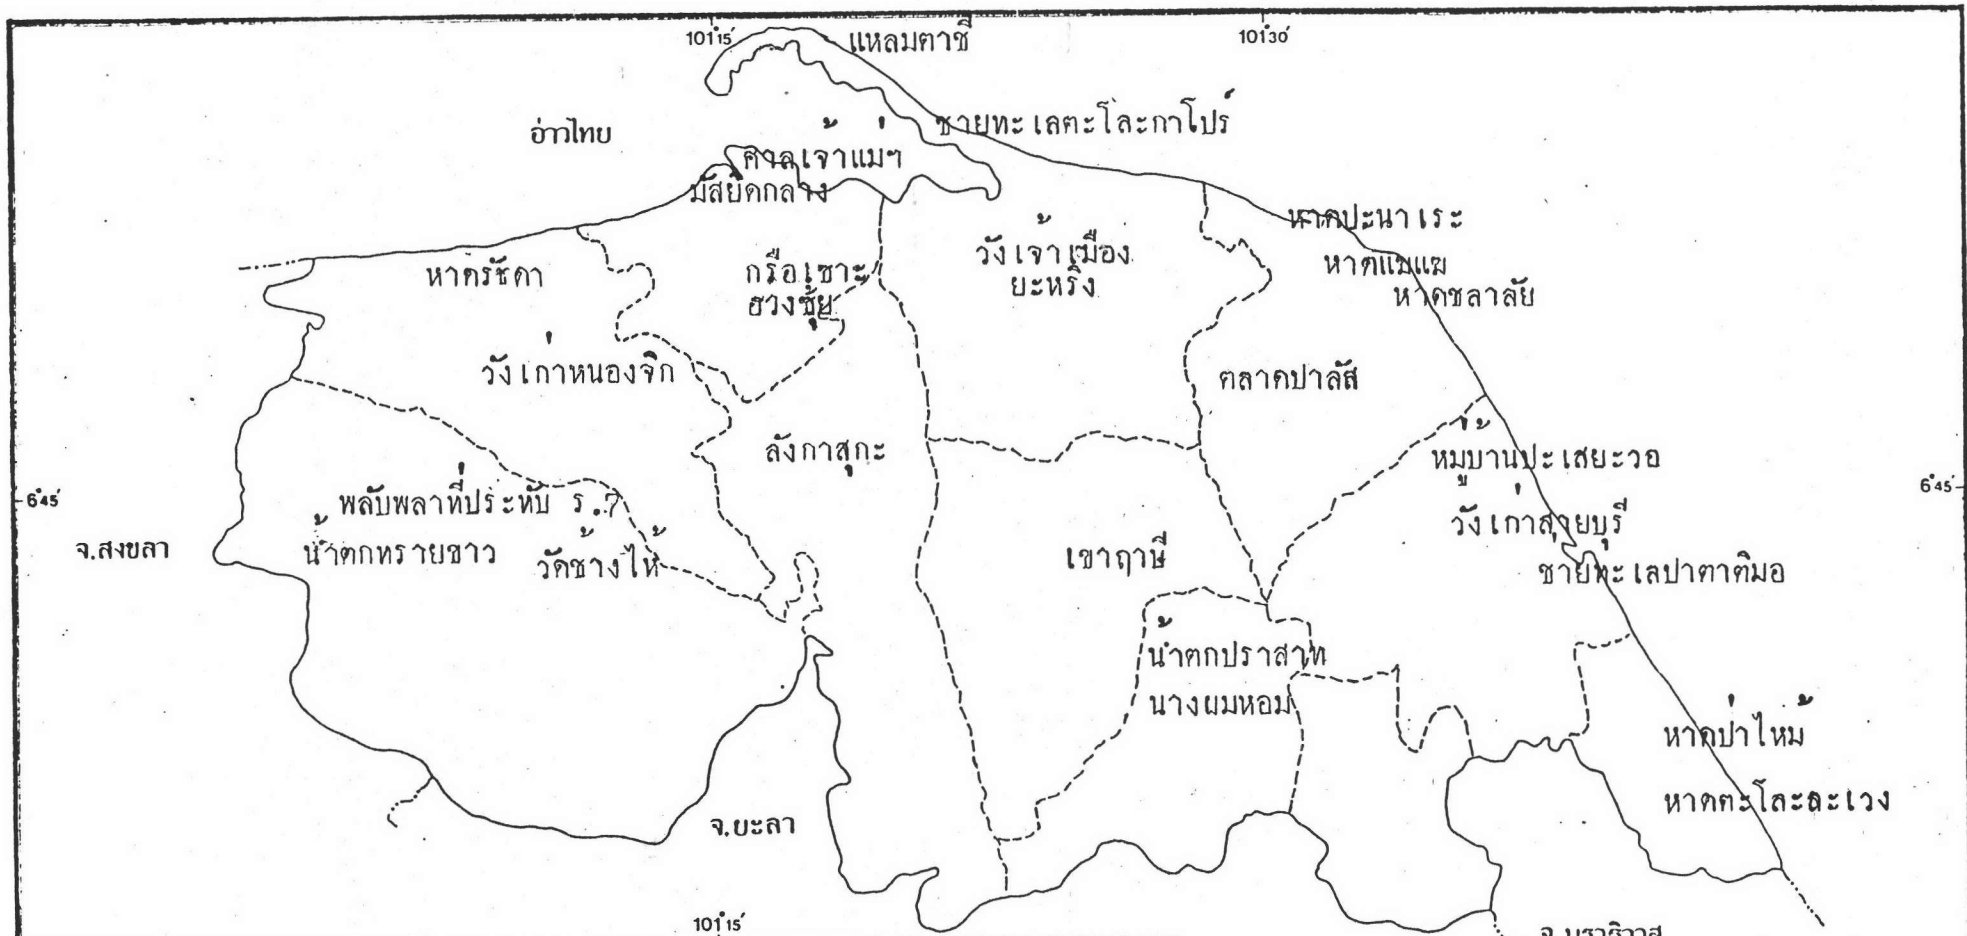 101°15′
แหลมตาชี
101°30′
อ่าวไทย
ชายทะเลตะโละกาโปร์
ศาลเจ้าแม่ฯ
มัสยิดกลาง
หาดรัชดา
กรือเซาะ
ฮวงซุ้ย
วังเจ้าเมือง
ยะหริ่ง
หาดปะนาเระ
หาดแฆแฆ
หาดชลาลัย
วังเก่าหนองจิก
ตลาดปาลัส
ลังกาสุกะ
หมู่บ้านปะเสยะวอ
6°45′
พลับพลาที่ประทับ ร.7
6°45′
วังเก่าสายบุรี
จ.สงขลา
น้ำตกทรายขาว
วัดช้างไห้
เขาฤาษี
ชายทะเลปาตาติมอ
น้ำตกปราสาท
นางผมหอม
หาดป่าไหม้
หาดตะโละละเวง
จ.ยะลา
101°15′
จ.นราธิวาส